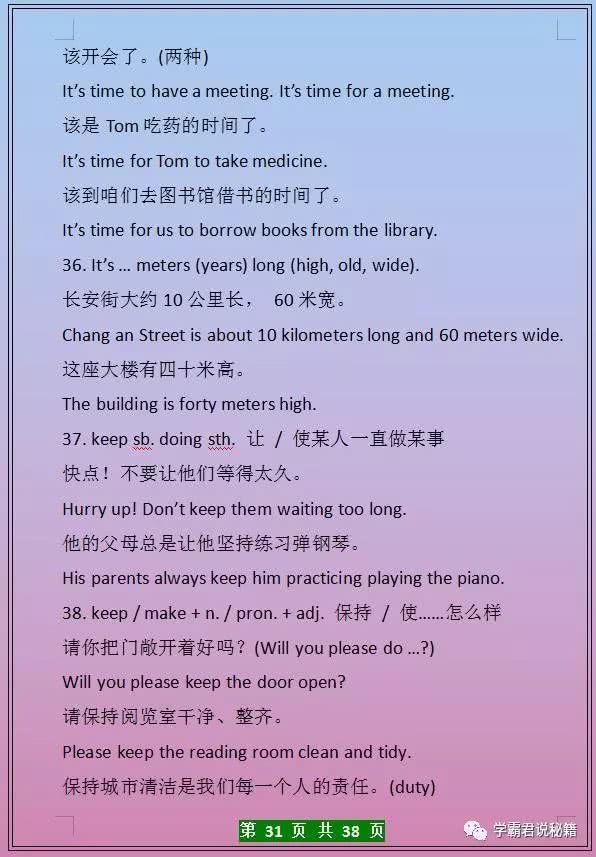 该开会了。(两种)
It’s time to have a meeting. It’s time for a meeting.
该是 Tom 吃药的时间了。
It’s time for Tom to take medicine.
该到咱们去图书馆借书的时间了。
It’s time for us to borrow books from the library.
36. It’s … meters (years) long (high, old, wide).
长安街大约 10 公里长， 60 米宽。
Chang an Street is about 10 kilometers long and 60 meters wide.
这座大楼有四十米高。
The building is forty meters high.
37. keep sb. doing sth. 让 / 使某人一直做某事
快点！不要让他们等得太久。
Hurry up! Don’t keep them waiting too long.
他的父母总是让他坚持练习弹钢琴。
His parents always keep him practicing playing the piano.
38. keep / make + n. / pron. + adj. 保持 / 使……怎么样
请你把门敞开着好吗？(Will you please do …?)
Will you please keep the door open?
请保持阅览室干净、整齐。
Please keep the reading room clean and tidy.
保持城市清洁是我们每一个人的责任。(duty)
第 31 页 共 38 页
学霸君说秘籍